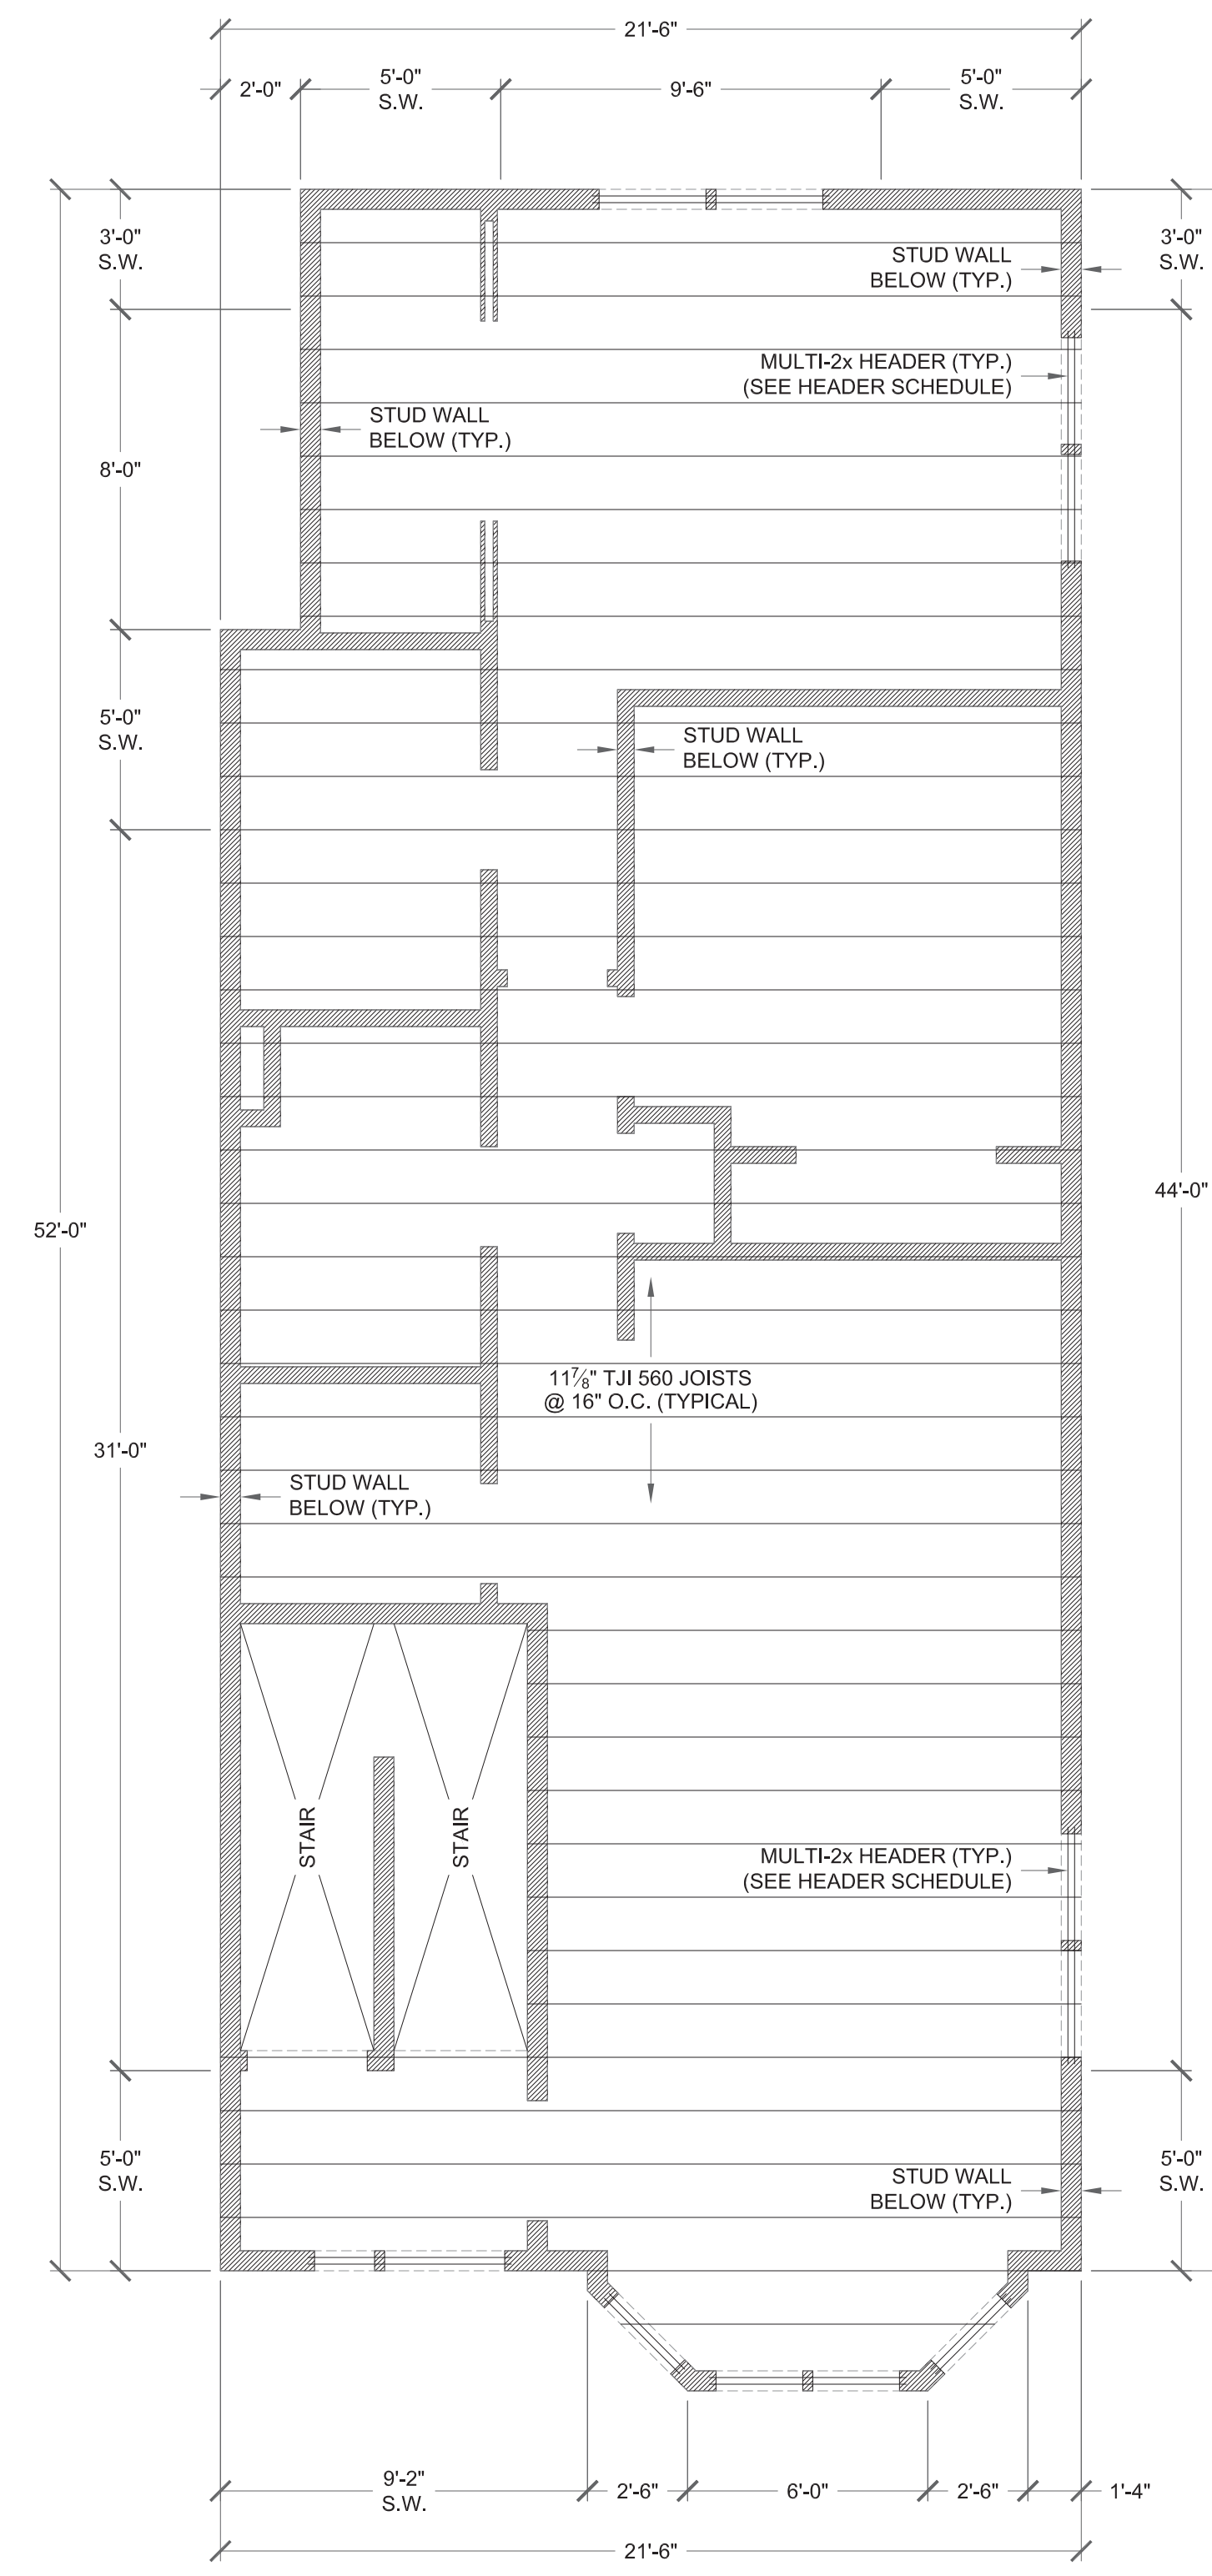 21'-6"
2'-0"
5'-0"
S.W.
9'-6"
5'-0"
S.W.
3'-0"
S.W.
3'-0"
S.W.
STUD WALL
BELOW (TYP.)
MULTI-2x HEADER (TYP.)
(SEE HEADER SCHEDULE)
STUD WALL
BELOW (TYP.)
8'-0"
5'-0"
S.W.
STUD WALL
BELOW (TYP.)
44'-0"
52'-0"
11⅞" TJI 560 JOISTS
@ 16" O.C. (TYPICAL)
31'-0"
STUD WALL
BELOW (TYP.)
STAIR
STAIR
MULTI-2x HEADER (TYP.)
(SEE HEADER SCHEDULE)
5'-0"
S.W.
5'-0"
S.W.
STUD WALL
BELOW (TYP.)
9'-2"
S.W.
2'-6"
6'-0"
2'-6"
1'-4"
21'-6"